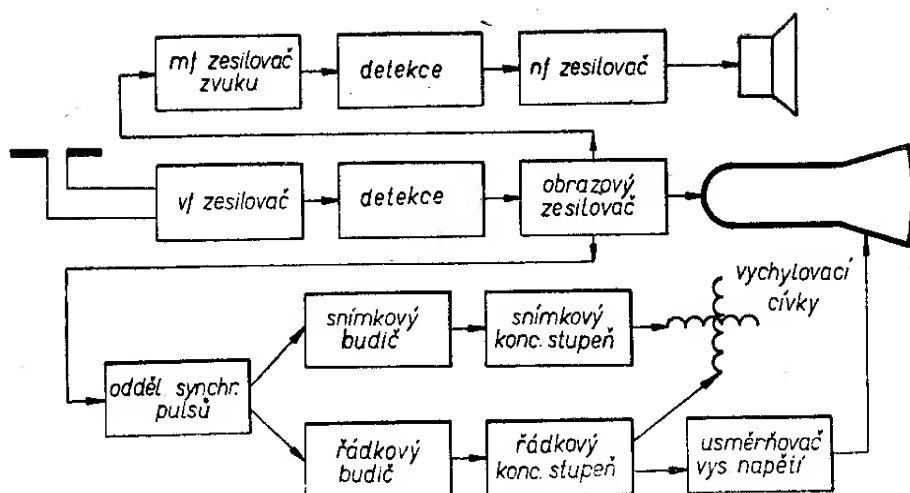 mf zesilovač
zvuku
detekce
nf zesilovač
vf zesilovač
detekce
obrazový
zesilovač
vychylovací
cívky
snímkový
budič
snímkový
konc. stupeň
odděl. synchr.
pulsů
řádkový
budič
řádkový
konc. stupeň
usměrňovač
vys. napětí